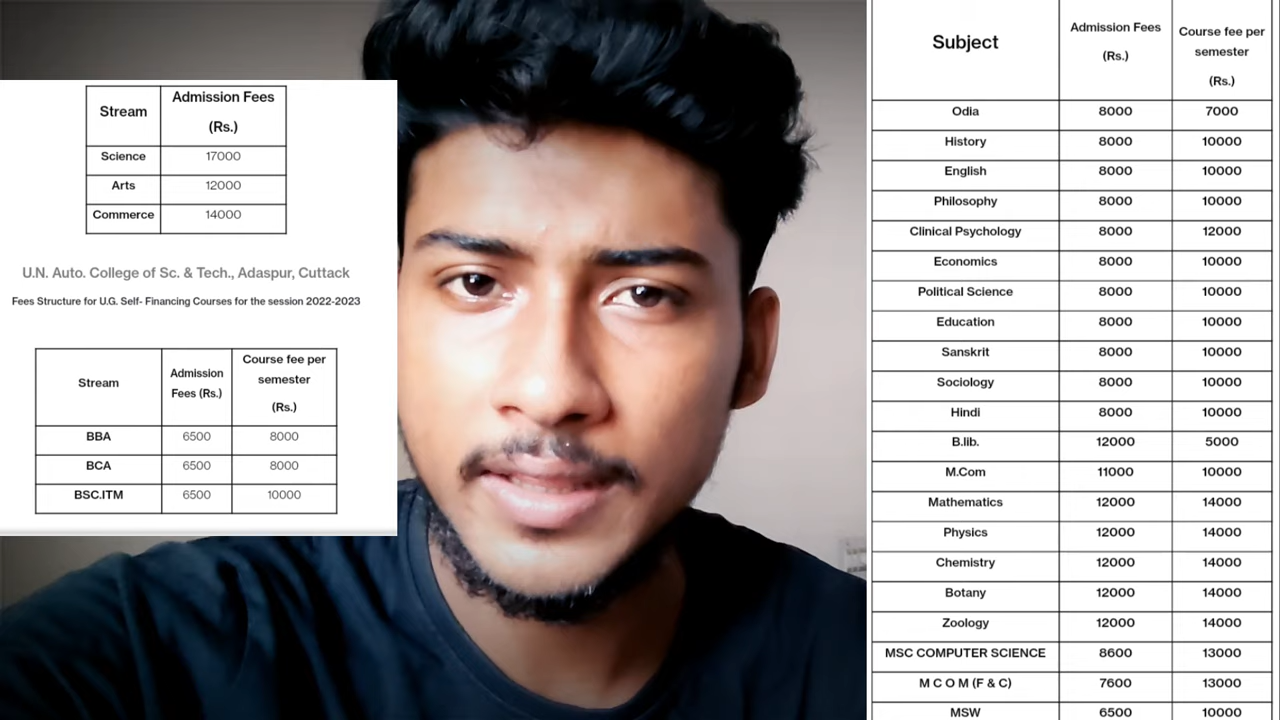 Stream Admission Fees (Rs.)
Science 17000
Arts 12000
Commerce 14000
U.N. Auto. College of Sc. & Tech., Adaspur, Cuttack
Fees Structure for U.G. Self- Financing Courses for the session 2022-2023
Stream Admission Fees (Rs.) Course fee per semester (Rs.)
BBA 6500 8000
BCA 6500 8000
BSC.ITM 6500 10000
Subject Admission Fees (Rs.) Course fee per semester (Rs.)
Odia 8000 7000
History 8000 10000
English 8000 10000
Philosophy 8000 10000
Clinical Psychology 8000 12000
Economics 8000 10000
Political Science 8000 10000
Education 8000 10000
Sanskrit 8000 10000
Sociology 8000 10000
Hindi 8000 10000
B.lib. 12000 5000
M.Com 11000 10000
Mathematics 12000 14000
Physics 12000 14000
Chemistry 12000 14000
Botany 12000 14000
Zoology 12000 14000
MSC COMPUTER SCIENCE 8600 13000
M C O M (F & C) 7600 13000
MSW 6500 10000